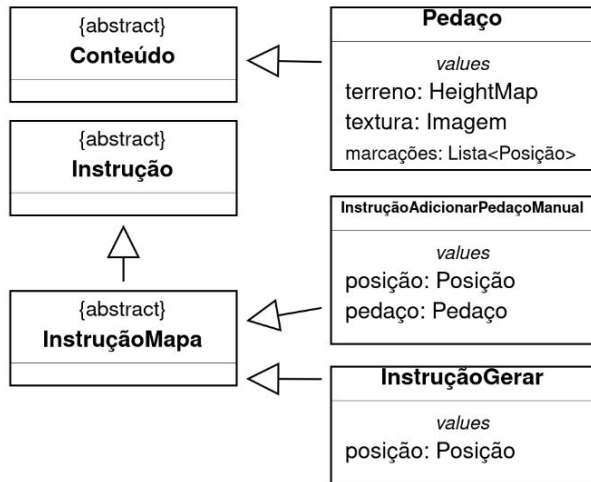 {abstract}
Conteúdo
Pedaço
values
terreno: HeightMap
textura: Imagem
marcações: Lista<Posição>
{abstract}
Instrução
InstruçãoAdicionarPedaçoManual
values
posição: Posição
pedaço: Pedaço
{abstract}
InstruçãoMapa
InstruçãoGerar
values
posição: Posição